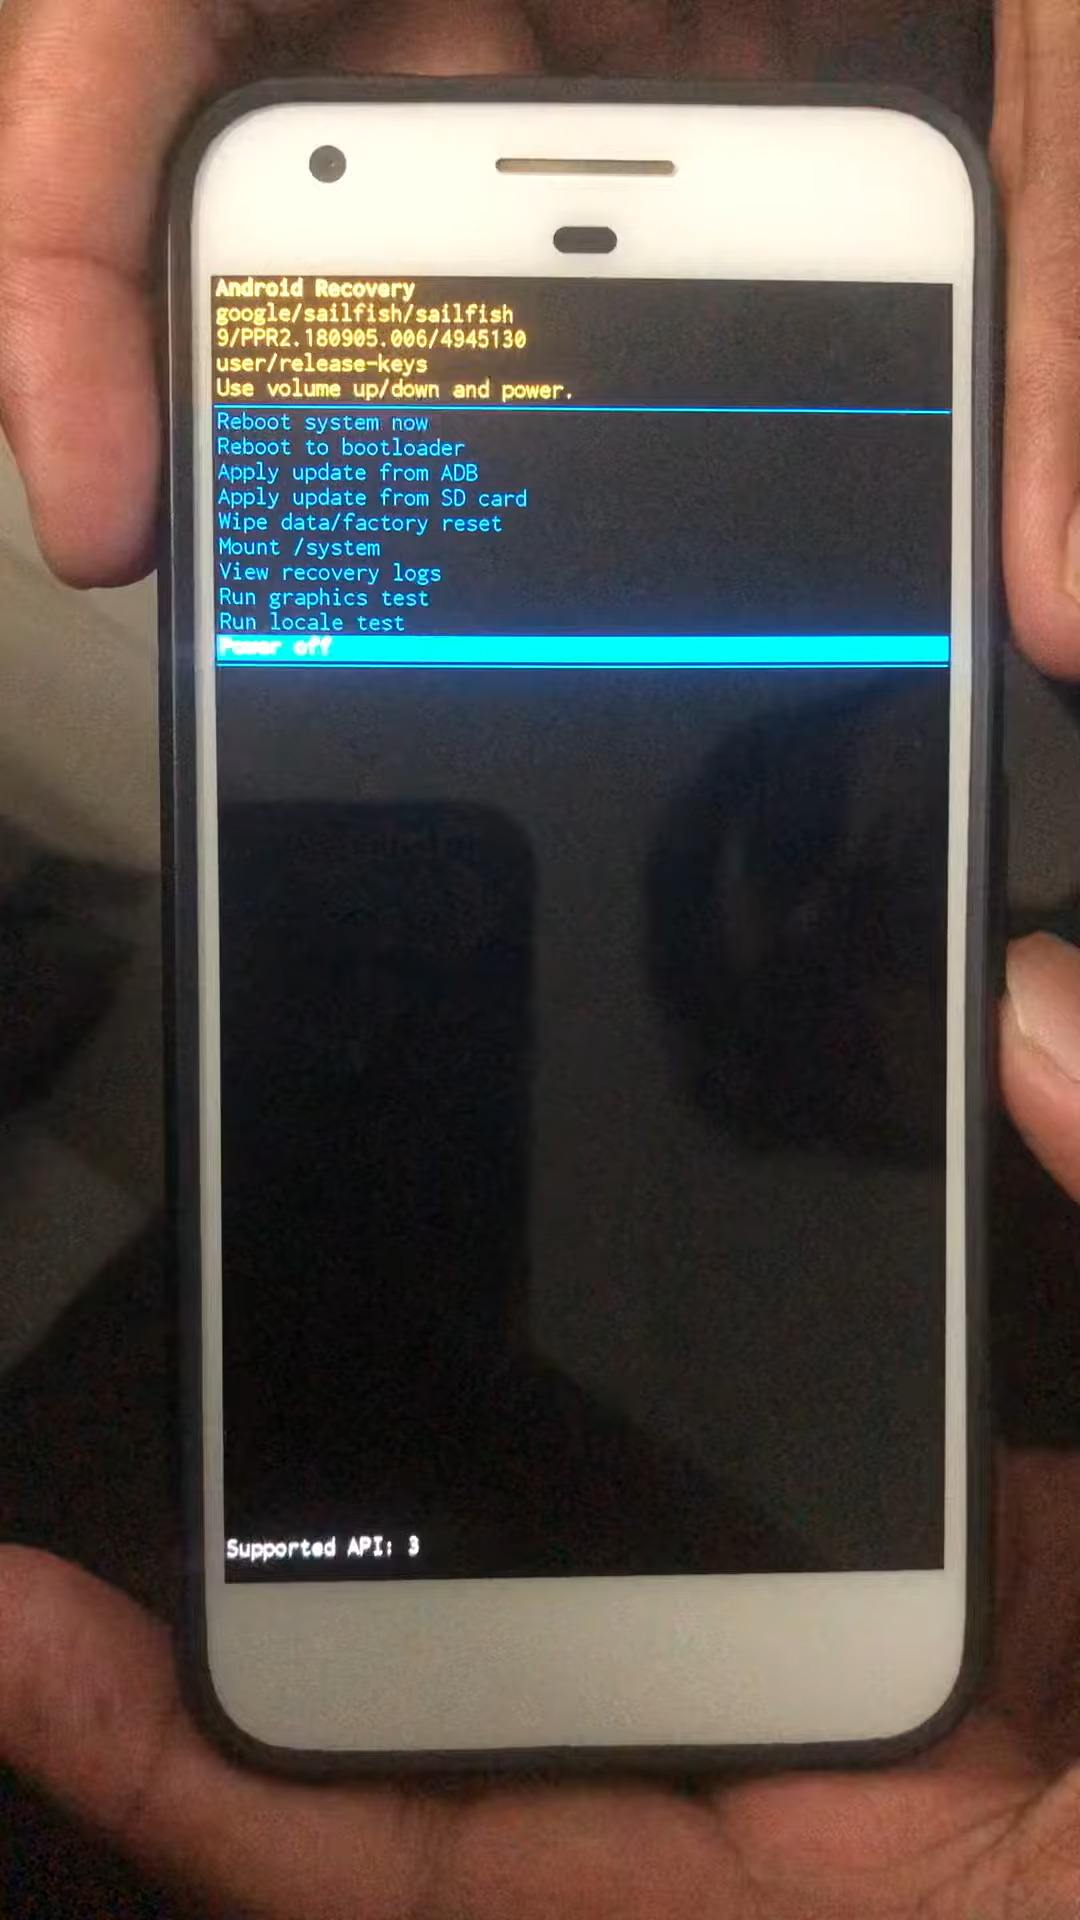 Android Recovery
google/sailfish/sailfish
9/PPR2.180905.006/4945130
user/release-keys
Use volume up/down and power.
Reboot system now
Reboot to bootloader
Apply update from ADB
Apply update from SD card
Wipe data/factory reset
Mount /system
View recovery logs
Run graphics test
Run locale test
Power off
Supported API: 3